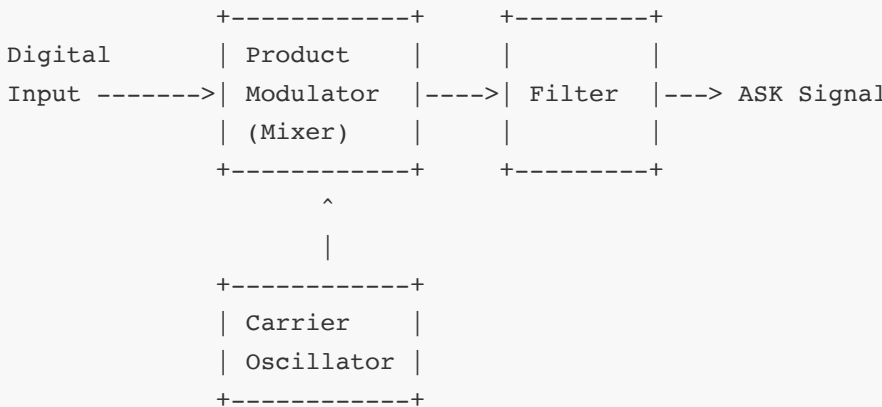 Digital
Input
Product
Modulator
(Mixer)
Filter
ASK Signal
Carrier
Oscillator